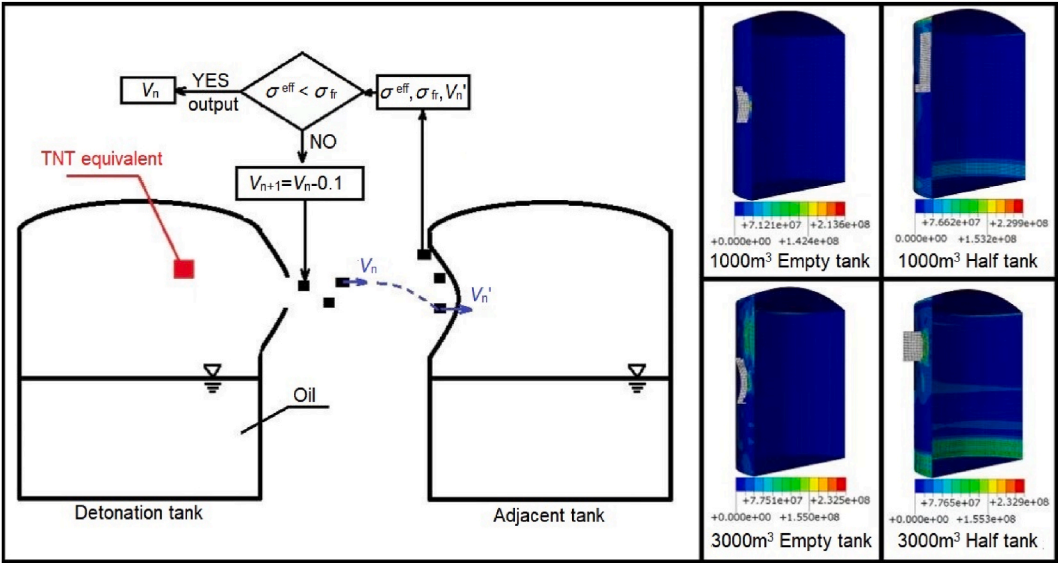 YES
output
Vn
σ eff < σ fr
σ eff, σ fr, Vn'
NO
Vn+1=Vn-0.1
TNT equivalent
Vn
Vn'
Oil
Detonation tank
Adjacent tank
+7.121e+07 +2.136e+08
+0.000e+00 +1.424e+08
1000m³ Empty tank
+7.662e+07 +2.299e+08
0.000e+00 +1.532e+08
1000m³ Half tank
+7.751e+07 +2.325e+08
+0.000e+00 +1.550e+08
3000m³ Empty tank
+7.765e+07 +2.329e+08
+0.000e+00 +1.553e+08
3000m³ Half tank